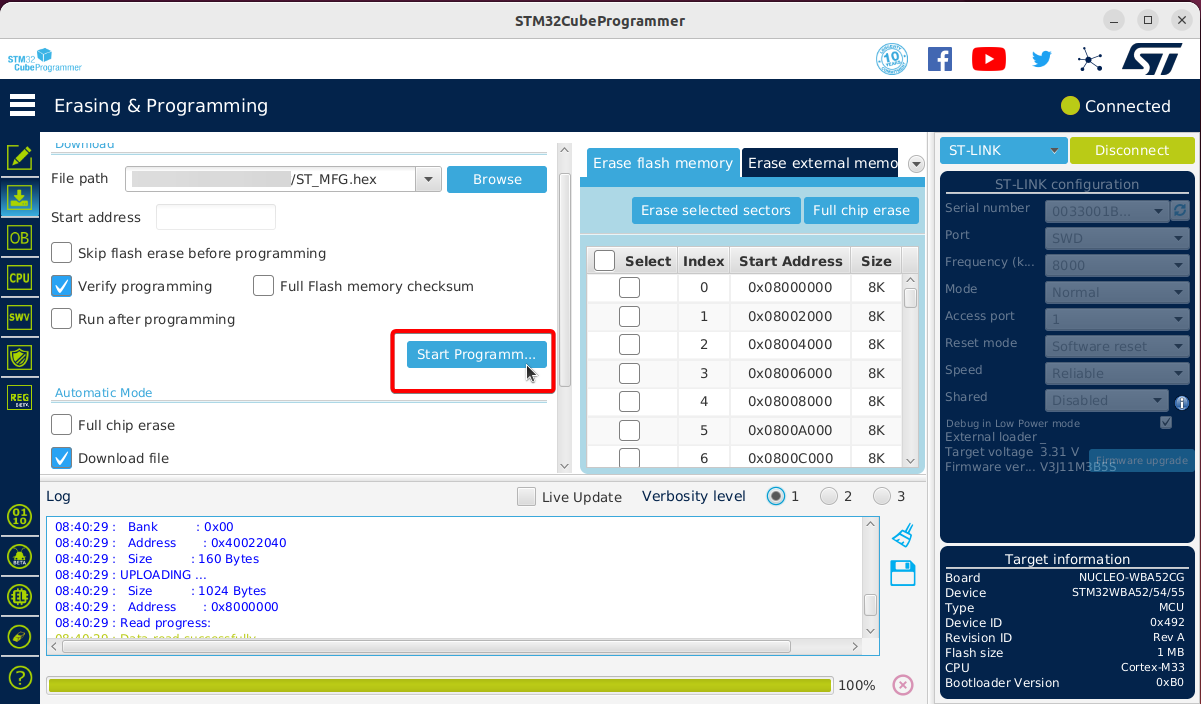 STM32CubeProgrammer
STM32
CubeProgrammer
10
Erasing & Programming
Connected
Download
File path
/ST_MFG.hex
Browse
Start address
Skip flash erase before programming
Verify programming
Full Flash memory checksum
Run after programming
Start Programm...
Automatic Mode
Full chip erase
Download file
OB
CPU
SWV
REG
BETA
01
10
BETA
EL
?
Erase flash memory
Erase external memo
Erase selected sectors
Full chip erase
Select Index Start Address Size
0 0x08000000 8K
1 0x08002000 8K
2 0x08004000 8K
3 0x08006000 8K
4 0x08008000 8K
5 0x0800A000 8K
6 0x0800C000 8K
ST-LINK
Disconnect
ST-LINK configuration
Serial number 0033001B...
Port SWD
Frequency (k... 8000
Mode Normal
Access port 1
Reset mode Software reset
Speed Reliable
Shared Disabled
Debug in Low Power mode
External loader _
Target voltage 3.31 V
Firmware ver... V3J11M3B5S
Firmware upgrade
Log
Live Update
Verbosity level
1
2
3
08:40:29 : Bank : 0x00
08:40:29 : Address : 0x40022040
08:40:29 : Size : 160 Bytes
08:40:29 : UPLOADING ...
08:40:29 : Size : 1024 Bytes
08:40:29 : Address : 0x8000000
08:40:29 : Read progress:
08:40:29 : Data read successfully
100%
Target information
Board NUCLEO-WBA52CG
Device STM32WBA52/54/55
Type MCU
Device ID 0x492
Revision ID Rev A
Flash size 1 MB
CPU Cortex-M33
Bootloader Version 0xB0